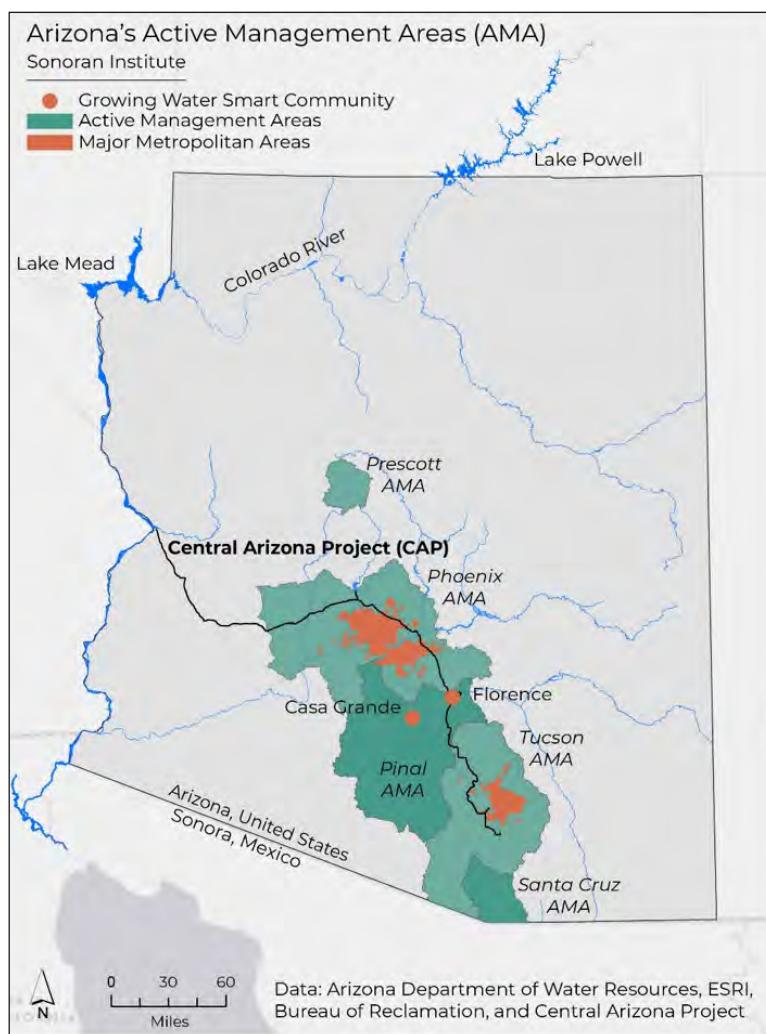 Arizona's Active Management Areas (AMA)
Sonoran Institute
Growing Water Smart Community
Active Management Areas
Major Metropolitan Areas
Lake Powell
Lake Mead
Colorado River
Prescott
AMA
Central Arizona Project (CAP)
Phoenix
AMA
Florence
Casa Grande
Tucson
AMA
Pinal
AMA
Arizona, United States
Sonora, Mexico
Santa Cruz
AMA
N
0 30 60
Miles
Data: Arizona Department of Water Resources, ESRI,
Bureau of Reclamation, and Central Arizona Project